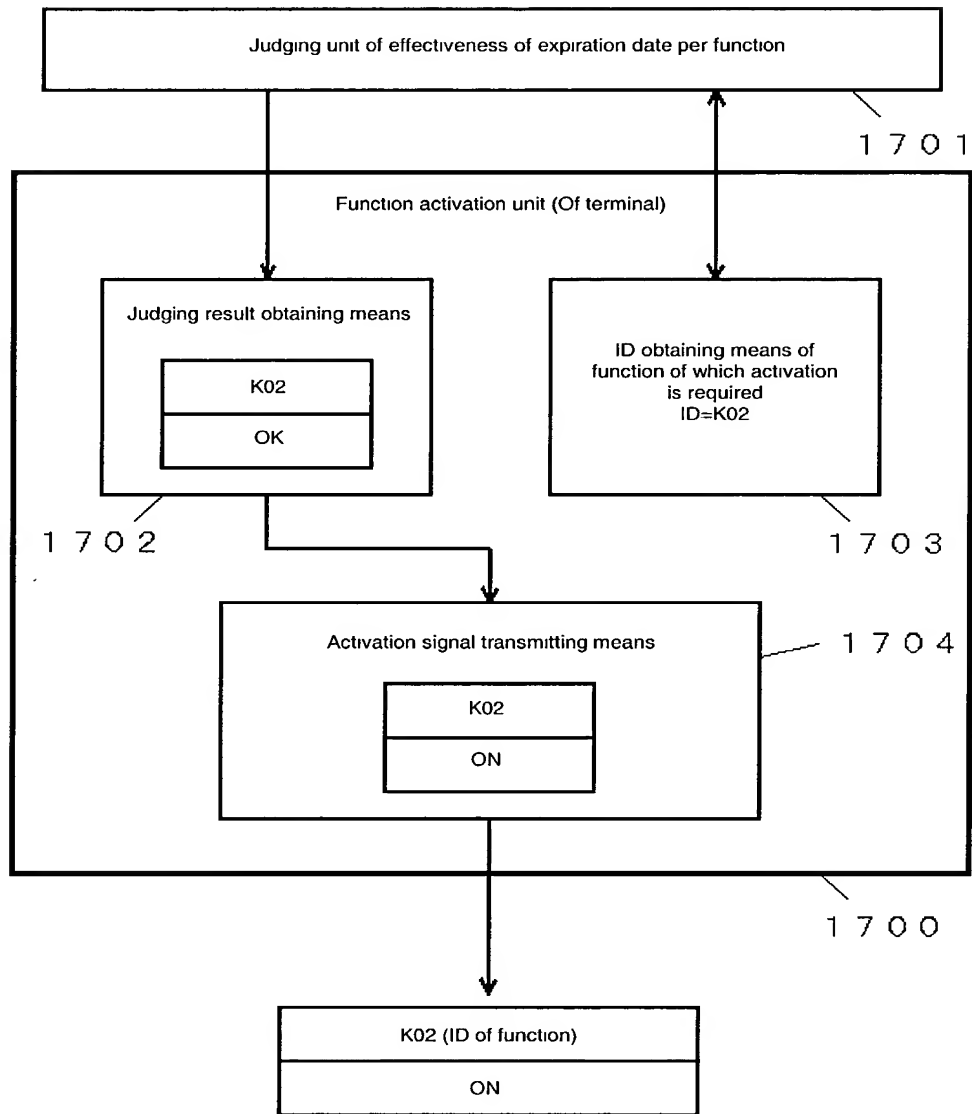 Judging unit of effectiveness of expiration date per function
1701
Function activation unit (Of terminal)
Judging result obtaining means
K02
OK
1702
ID obtaining means of
function of which activation
is required
ID=K02
1703
Activation signal transmitting means
K02
ON
1704
1700
K02 (ID of function)
ON